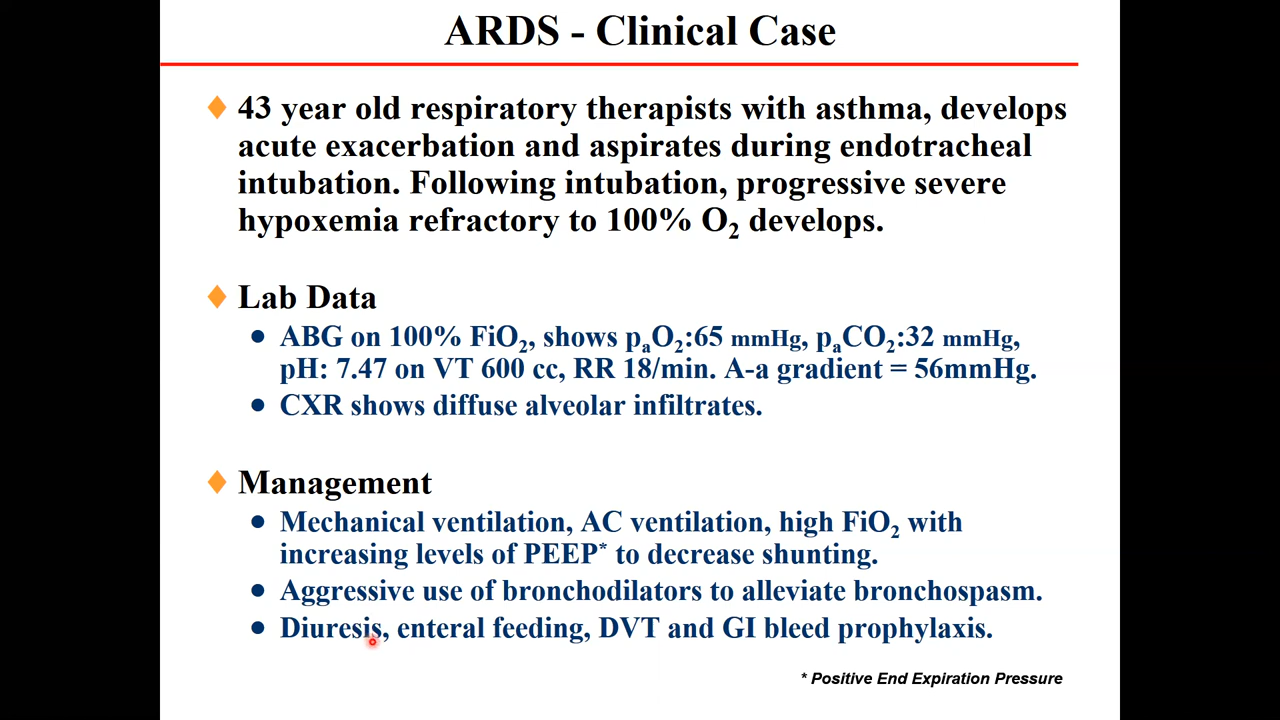 ARDS - Clinical Case
43 year old respiratory therapists with asthma, develops
acute exacerbation and aspirates during endotracheal
intubation. Following intubation, progressive severe
hypoxemia refractory to 100% O₂ develops.
Lab Data
ABG on 100% FiO₂, shows pₐO₂:65 mmHg, pₐCO₂:32 mmHg,
pH: 7.47 on VT 600 cc, RR 18/min. A-a gradient = 56mmHg.
CXR shows diffuse alveolar infiltrates.
Management
Mechanical ventilation, AC ventilation, high FiO₂ with
increasing levels of PEEP* to decrease shunting.
Aggressive use of bronchodilators to alleviate bronchospasm.
Diuresis, enteral feeding, DVT and GI bleed prophylaxis.
* Positive End Expiration Pressure